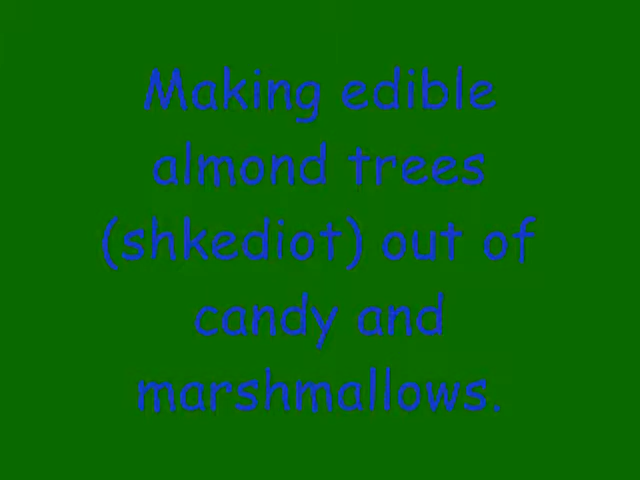 Making edible
almond trees
(shkediot) out of
candy and
marshmallows.